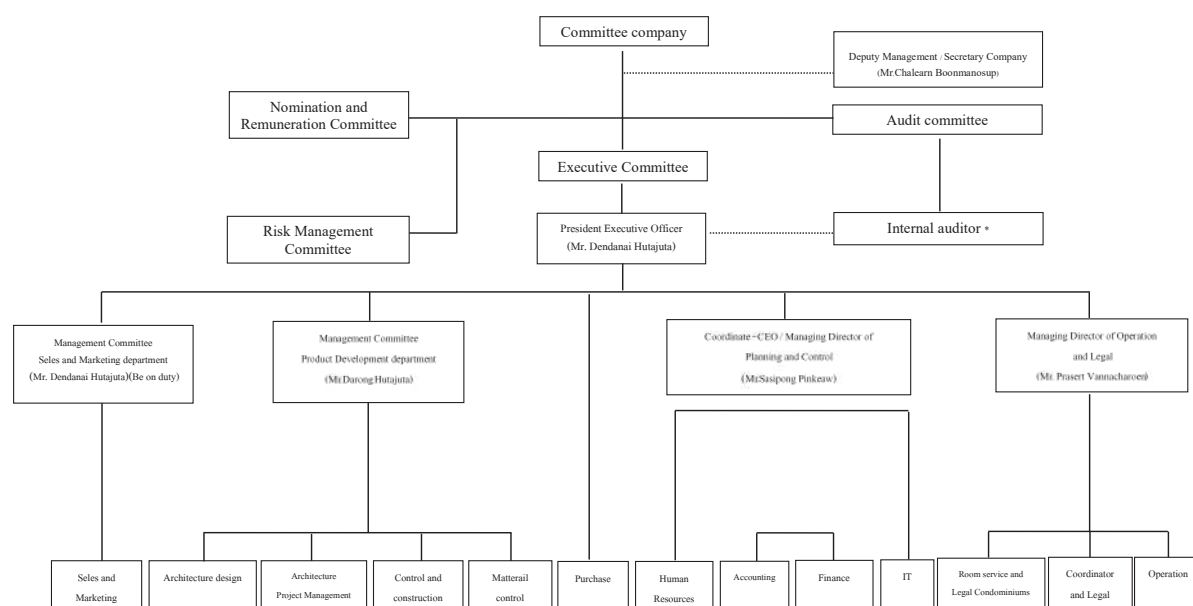 Committee company
Deputy Management / Secretary Company
(Mr.Chalearn Boonmanosup)
Nomination and
Remuneration Committee
Audit committee
Executive Committee
Risk Management
Committee
President Executive Officer
(Mr. Dendanai Hutajuta)
Internal auditor *
Management Committee
Seles and Marketing department
(Mr. Dendanai Hutajuta)(Be on duty)
Management Committee
Product Development department
(Mr.Darong Hutajuta)
Coordinate-CEO / Managing Director of
Planning and Control
(Mr.Sasipong Pinkeaw)
Managing Director of Operation
and Legal
(Mr. Prasert Vannacharoen)
Seles and
Marketing
Architecture design
Architecture
Project Management
Control and
construction
Matterail
control
Purchase
Human
Resources
Accounting
Finance
IT
Room service and
Legal Condominiums
Coordinator
and Legal
Operation